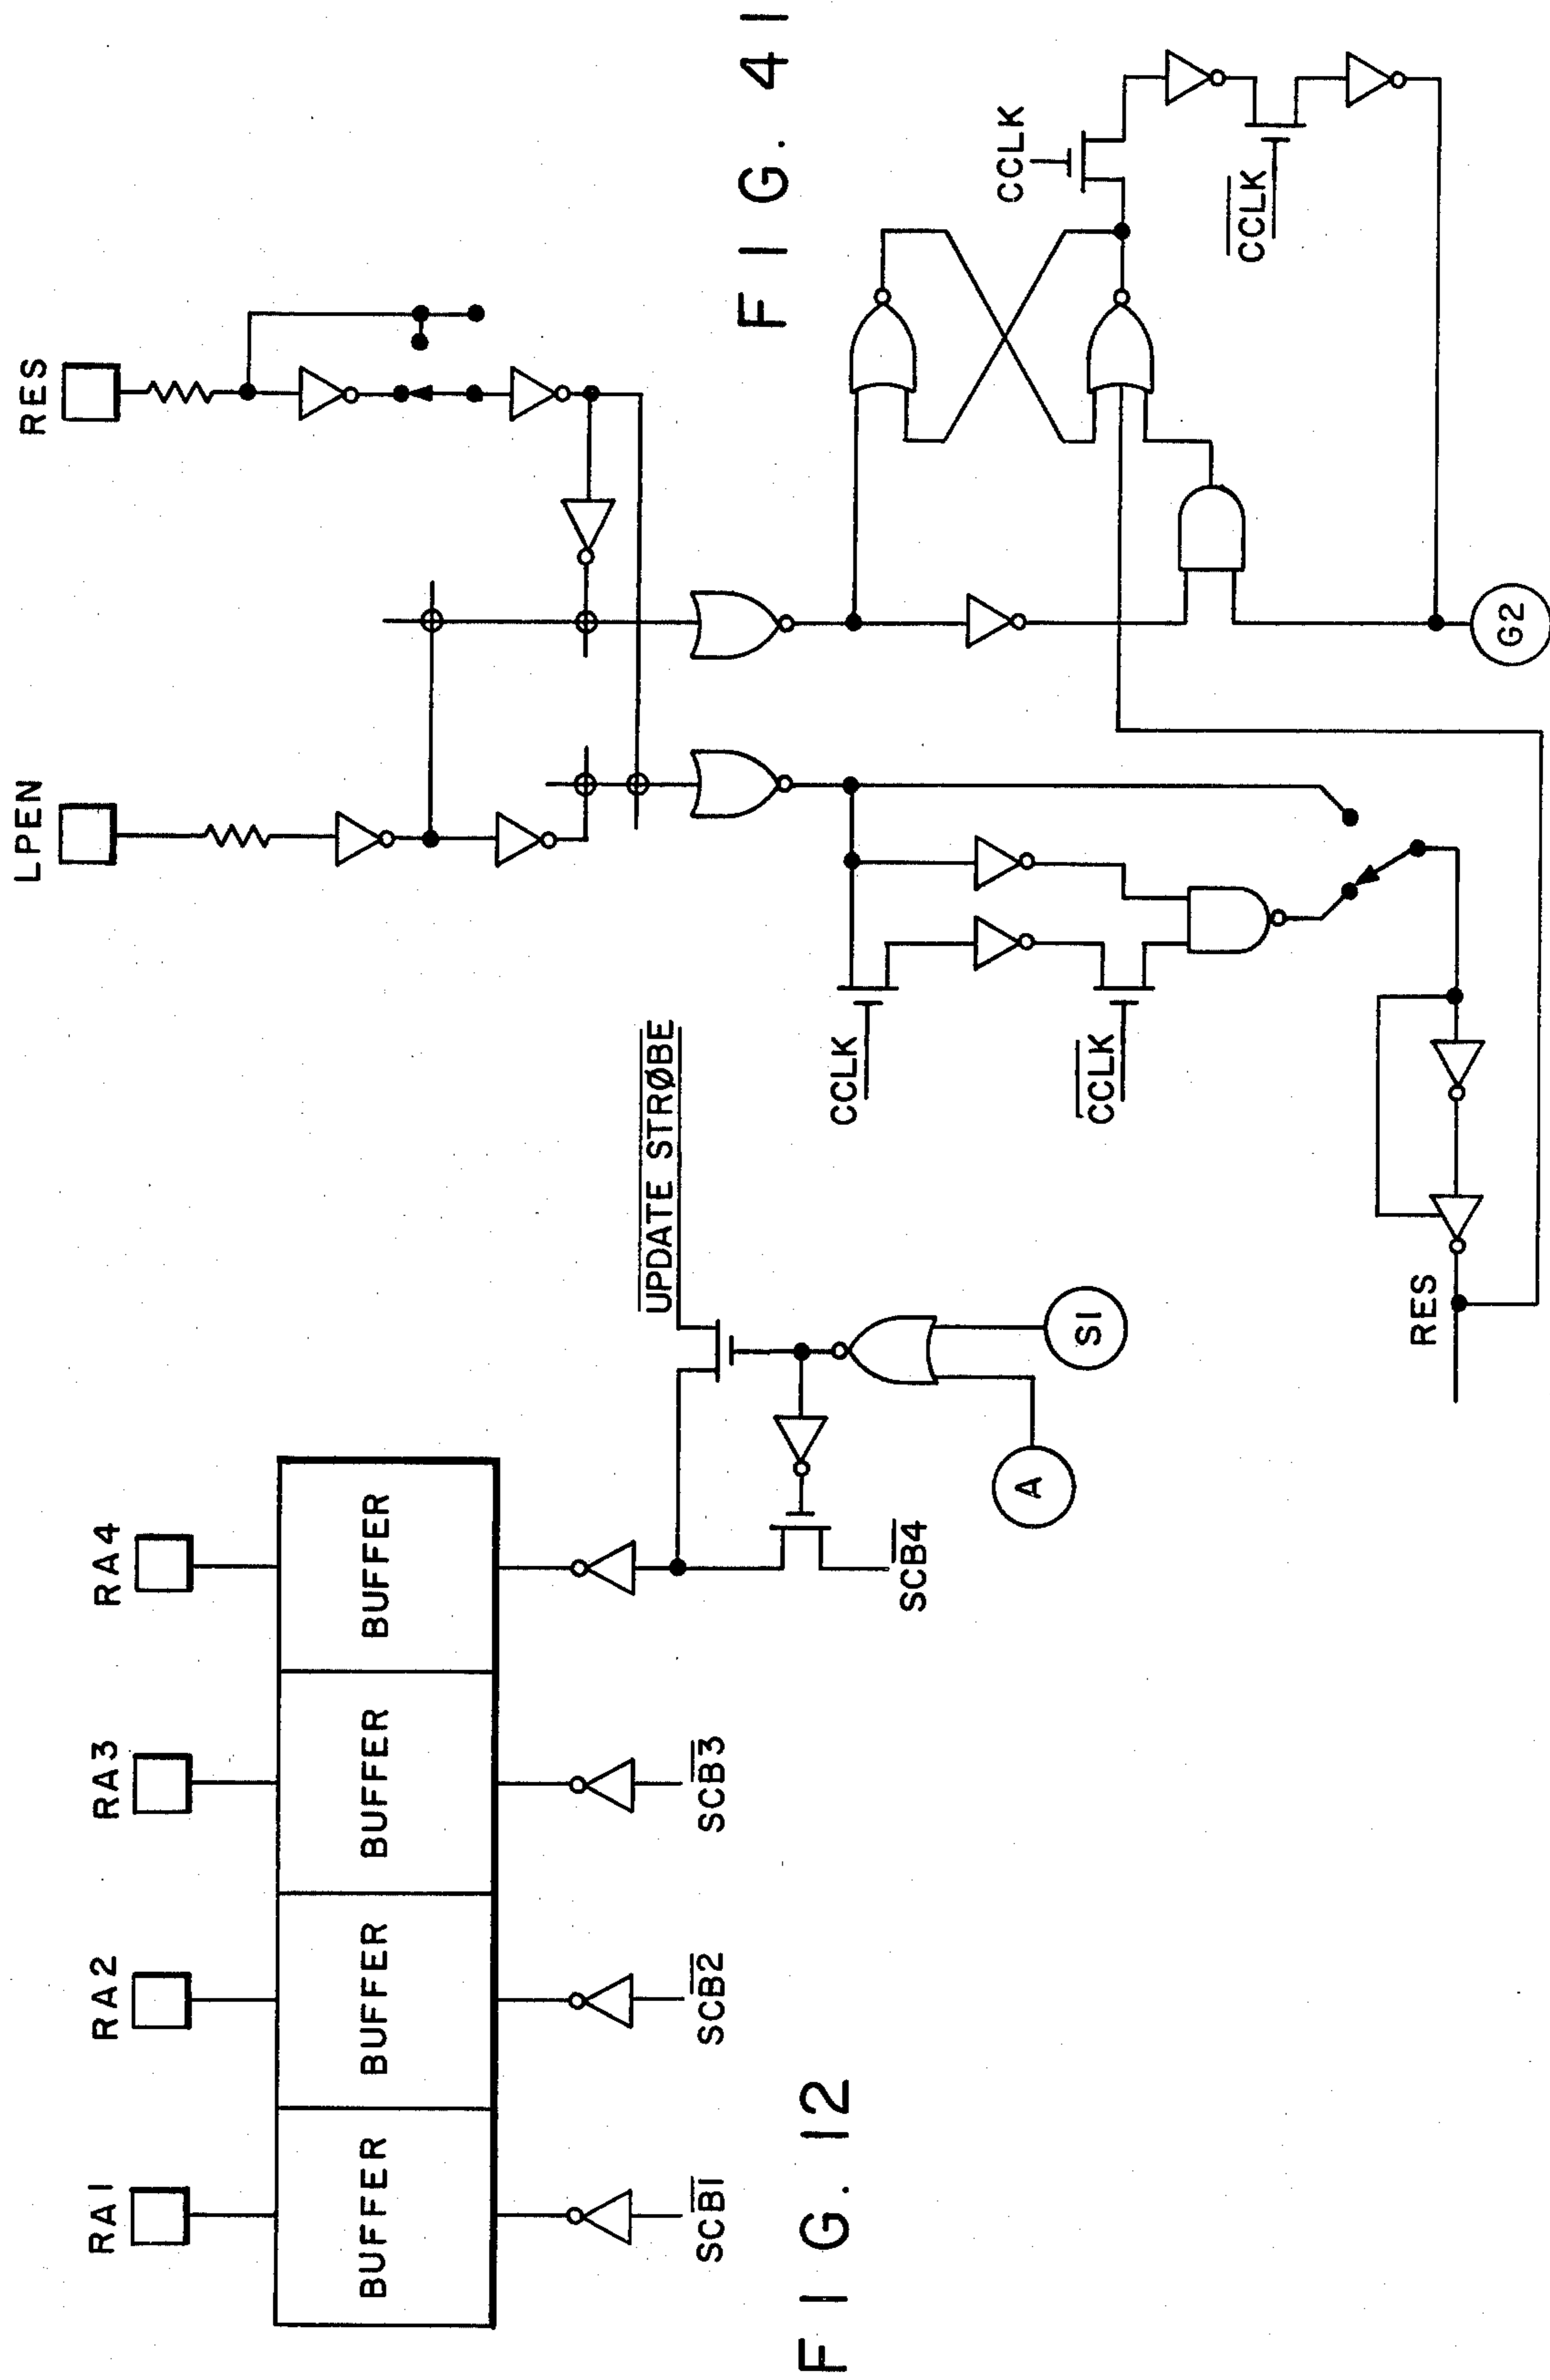 RA1
RA2
RA3
RA4
LPEN
RES
BUFFER
BUFFER
BUFFER
BUFFER
SCB1
SCB2
SCB3
SCB4
UPDATE STRØBE
A
S1
CCLK
CCLK
CCLK
CCLK
RES
G2
FIG. 12
FIG. 41